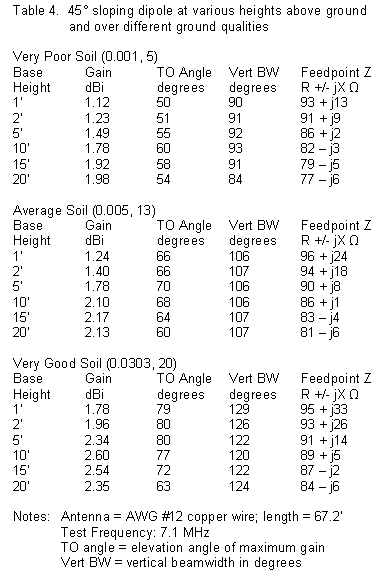 Table 4.  45° sloping dipole at various heights above ground
and over different ground qualities
Very Poor Soil (0.001, 5)
Base Gain TO Angle Vert BW Feedpoint Z
Height dBi degrees degrees R +/- jX Ω
1' 1.12 50 90 93 + j13
2' 1.23 51 91 91 + j9
5' 1.49 55 92 86 + j2
10' 1.78 60 93 82 – j3
15' 1.92 58 91 79 – j5
20' 1.98 54 84 77 – j6
Average Soil (0.005, 13)
Base Gain TO Angle Vert BW Feedpoint Z
Height dBi degrees degrees R +/- jX Ω
1' 1.24 66 106 96 + j24
2' 1.40 66 107 94 + j18
5' 1.78 70 106 90 + j8
10' 2.10 68 106 86 + j1
15' 2.17 64 107 83 – j4
20' 2.13 60 107 81 – j6
Very Good Soil (0.0303, 20)
Base Gain TO Angle Vert BW Feedpoint Z
Height dBi degrees degrees R +/- jX Ω
1' 1.78 79 129 95 + j33
2' 1.96 80 126 93 + j26
5' 2.34 80 122 91 + j14
10' 2.60 77 120 89 + j5
15' 2.54 72 122 87 – j2
20' 2.35 63 124 84 – j6
Notes: Antenna = AWG #12 copper wire; length = 67.2'
Test Frequency: 7.1 MHz
TO angle = elevation angle of maximum gain
Vert BW = vertical beamwidth in degrees